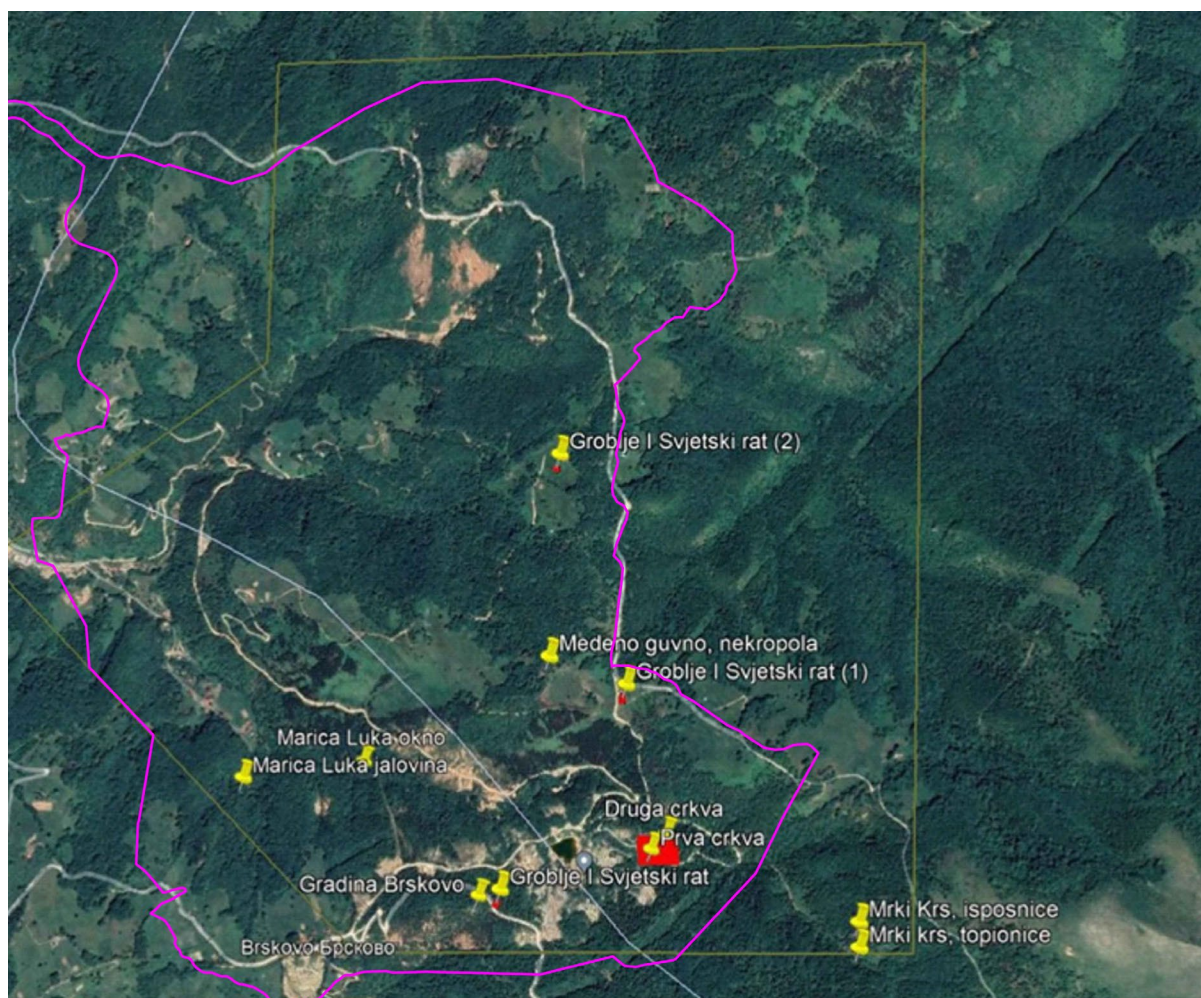 Groblje I Svjetski rat (2)
Medeno guvno, nekropola
Groblje I Svjetski rat (1)
Marica Luka okno
Marica Luka jalovina
Druga crkva
Prva crkva
Groblje I Svjetski rat
Gradina Brskovo
Mrki Krs, isposnice
Mrki krs, topionice
Brskovo Брсково